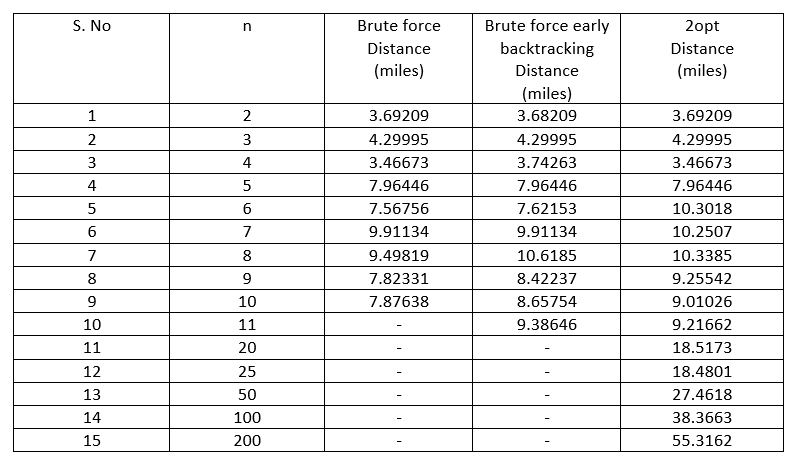 S. No n Brute force Distance (miles) Brute force early backtracking Distance (miles) 2opt Distance (miles)
1 2 3.69209 3.68209 3.69209
2 3 4.29995 4.29995 4.29995
3 4 3.46673 3.74263 3.46673
4 5 7.96446 7.96446 7.96446
5 6 7.56756 7.62153 10.3018
6 7 9.91134 9.91134 10.2507
7 8 9.49819 10.6185 10.3385
8 9 7.82331 8.42237 9.25542
9 10 7.87638 8.65754 9.01026
10 11 - 9.38646 9.21662
11 20 - - 18.5173
12 25 - - 18.4801
13 50 - - 27.4618
14 100 - - 38.3663
15 200 - - 55.3162